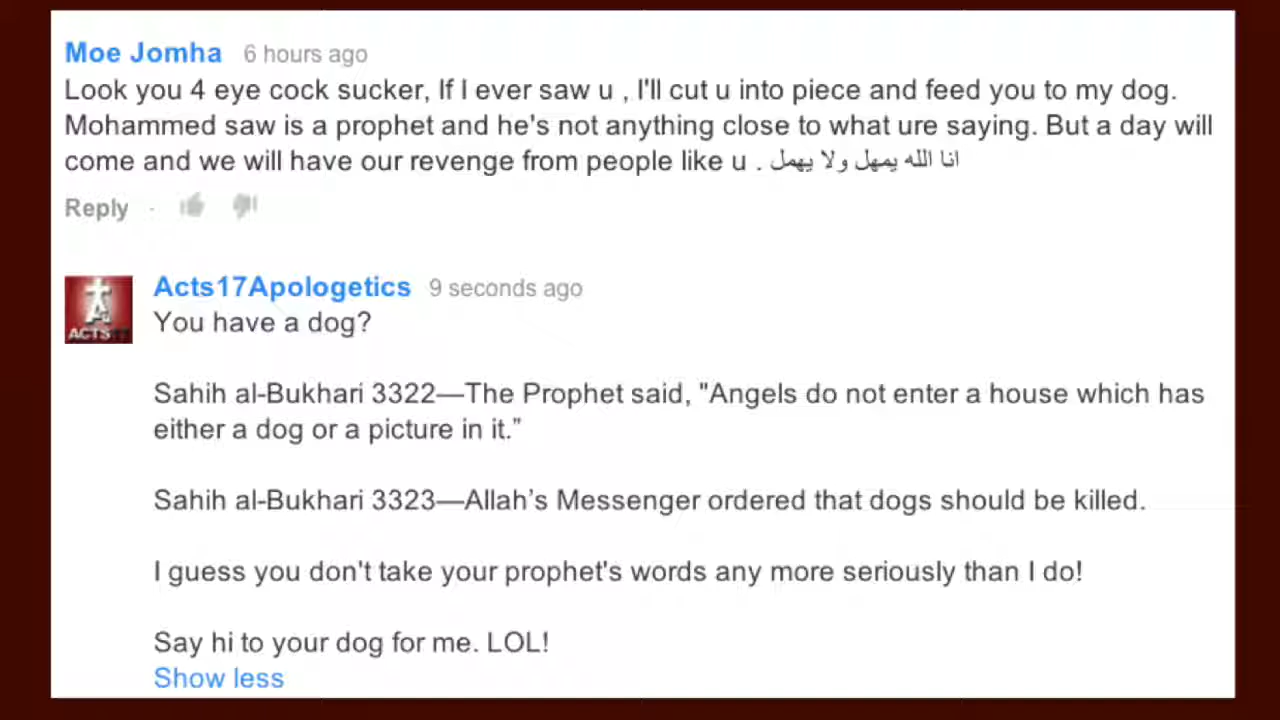 Moe Jomha 6 hours ago
Look you 4 eye cock sucker, If I ever saw u , I'll cut u into piece and feed you to my dog.
Mohammed saw is a prophet and he's not anything close to what ure saying. But a day will
come and we will have our revenge from people like u . انا الله يمهل ولا يهمل
Reply ·
ACTS17
Acts17Apologetics 9 seconds ago
You have a dog?
Sahih al-Bukhari 3322—The Prophet said, "Angels do not enter a house which has
either a dog or a picture in it.”
Sahih al-Bukhari 3323—Allah’s Messenger ordered that dogs should be killed.
I guess you don't take your prophet's words any more seriously than I do!
Say hi to your dog for me. LOL!
Show less